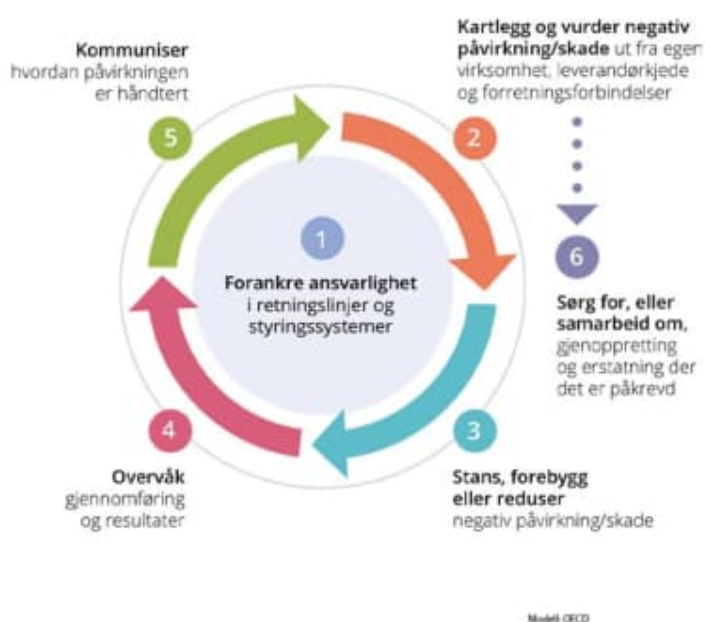 1
Forankre ansvarlighet
i retningslinjer og
styringssystemer
2
Kartlegg og vurder negativ
påvirkning/skade ut fra egen
virksomhet, leverandørkjede
og forretningsforbindelser
3
Stans, forebygg
eller reduser
negativ påvirkning/skade
4
Overvåk
gjennomføring
og resultater
5
Kommuniser
hvordan påvirkningen
er håndtert
6
Sørg for, eller
samarbeid om,
gjenoppretting
og erstatning der
det er påkrevd
Modell: OECD